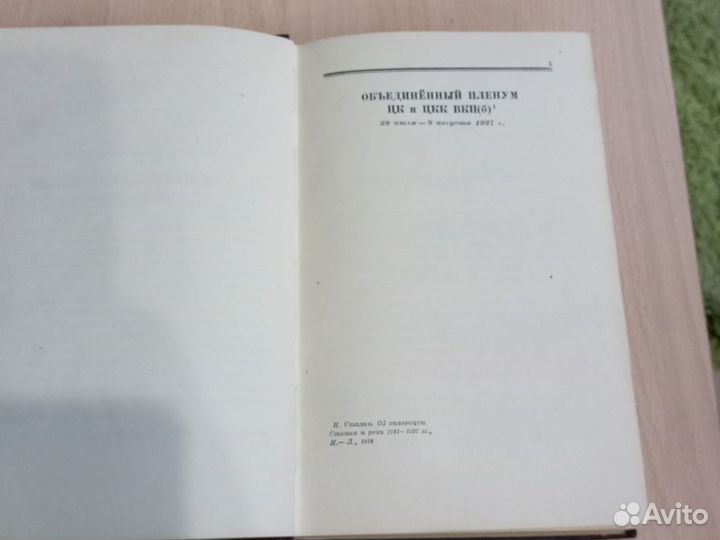 1
ОБЪЕДИНЁННЫЙ ПЛЕНУМ
ЦК и ЦКК ВКП(б)¹
29 июля — 9 августа 1927 г.
И. Сталин. Об оппозиции.
Статьи и речи 1921—1927 гг.,
М.— Л., 1928
Avito